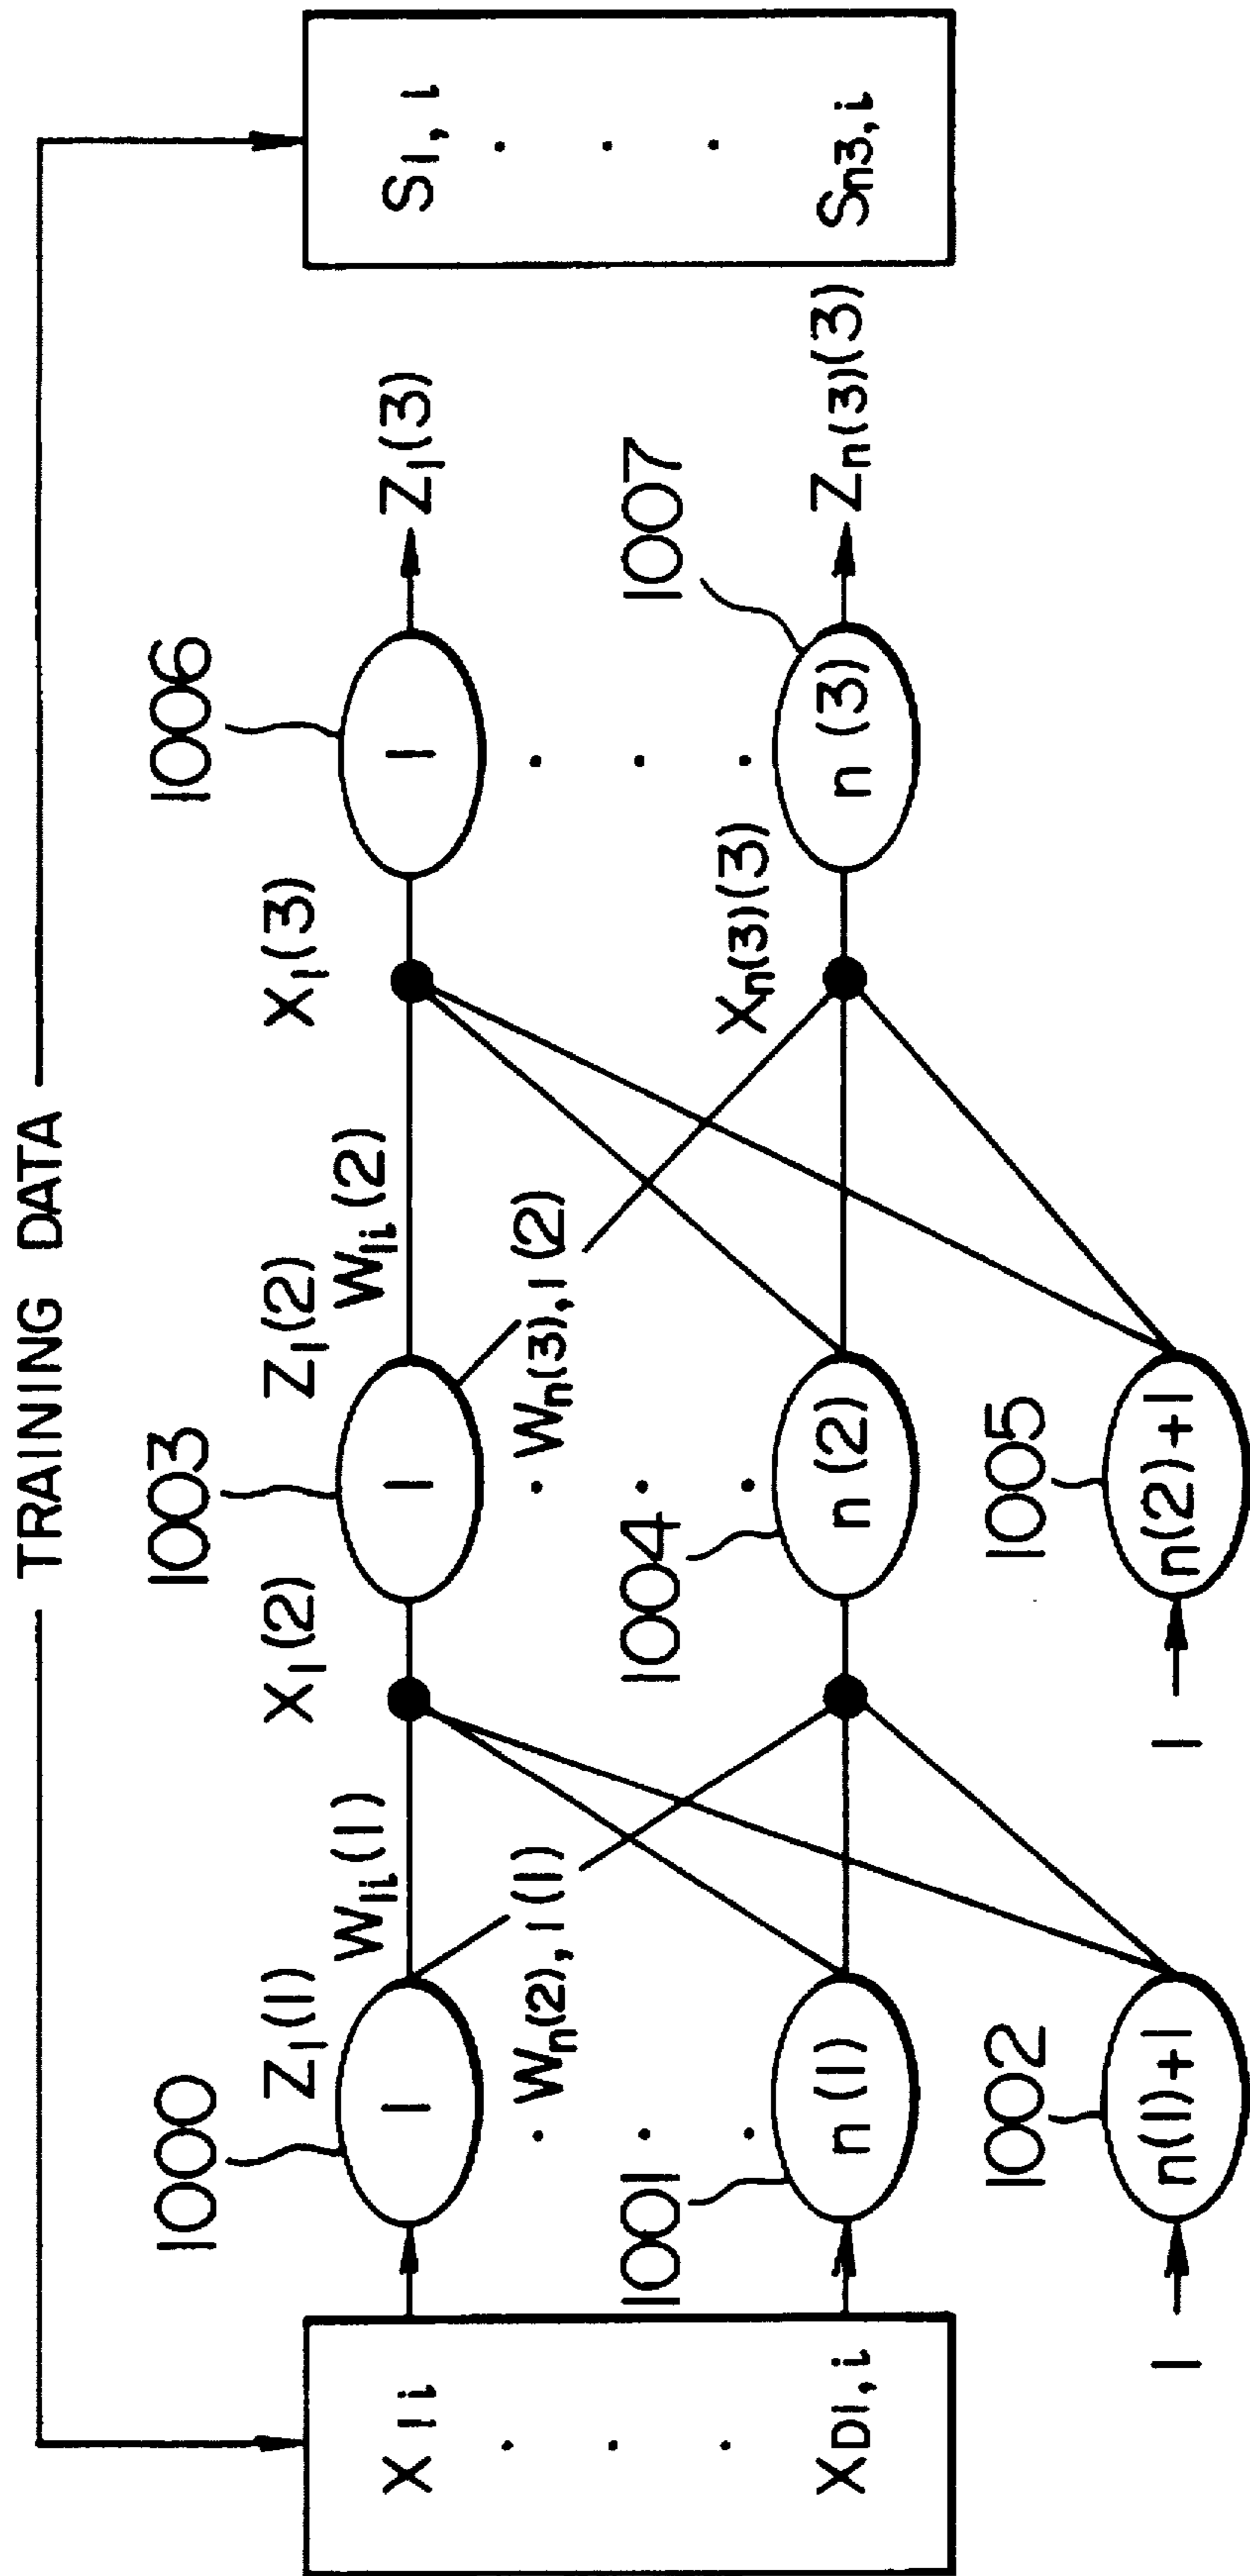 TRAINING DATA
1000
1003
1006
Z1(1)
X1(2)
Z1(2)
X1(3)
W1i(1)
W1i(2)
X1i
1
1
1
Z1(3)
S1,i
.
.
.
Wn(2),1(1)
Wn(3),1(2)
1001
1004
Xn(3)(3)
1007
XD1,i
n(1)
n(2)
n(3)
Zn(3)(3)
Sn3,i
1002
1005
1
n(1)+1
1
n(2)+1